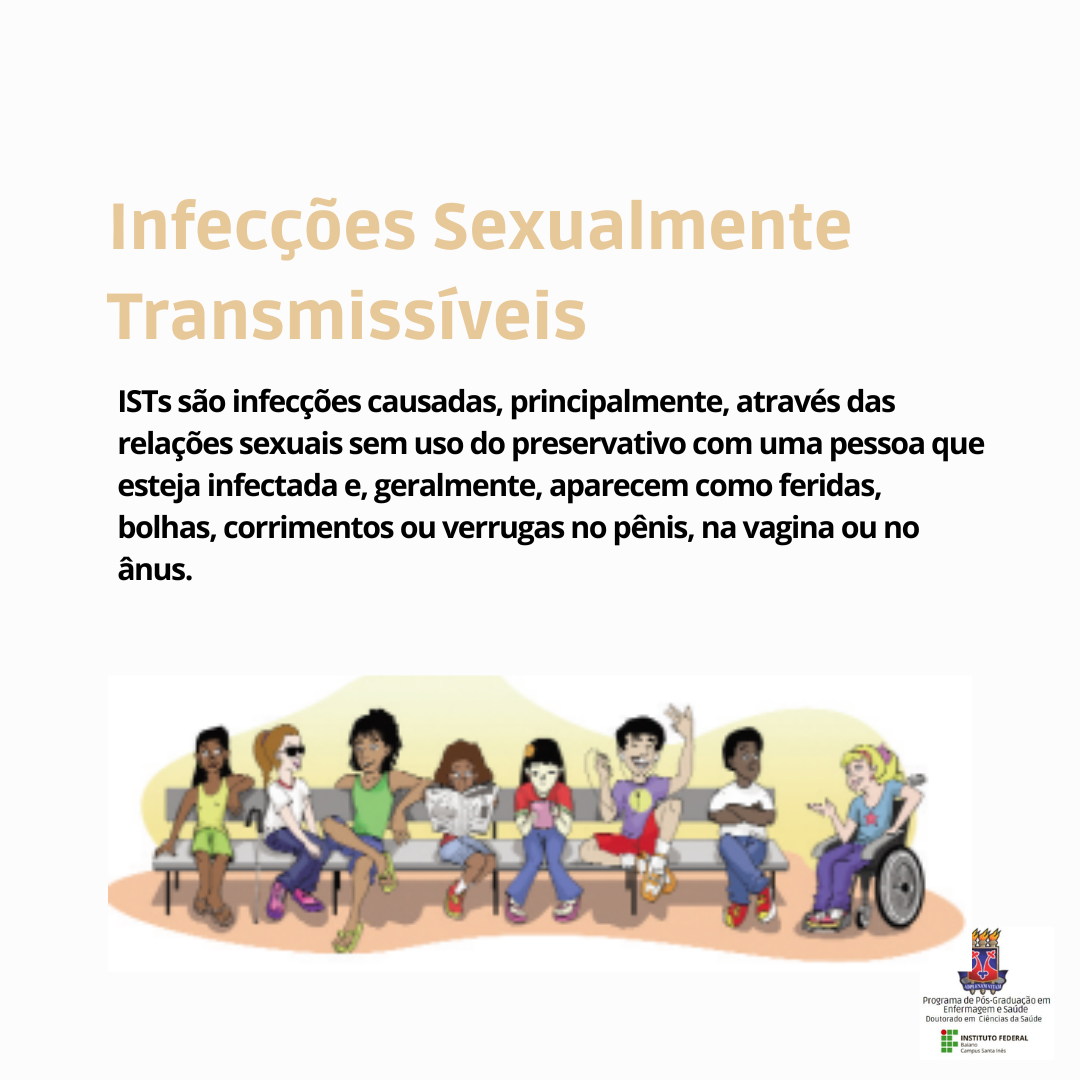 Infecções Sexualmente
Transmissíveis
ISTs são infecções causadas, principalmente, através das
relações sexuais sem uso do preservativo com uma pessoa que
esteja infectada e, geralmente, aparecem como feridas,
bolhas, corrimentos ou verrugas no pênis, na vagina ou no
ânus.
Programa de Pós-Graduação em
Enfermagem e Saúde
Doutorado em Ciências da Saúde
INSTITUTO FEDERAL
Baiano
Campus Santa Inês